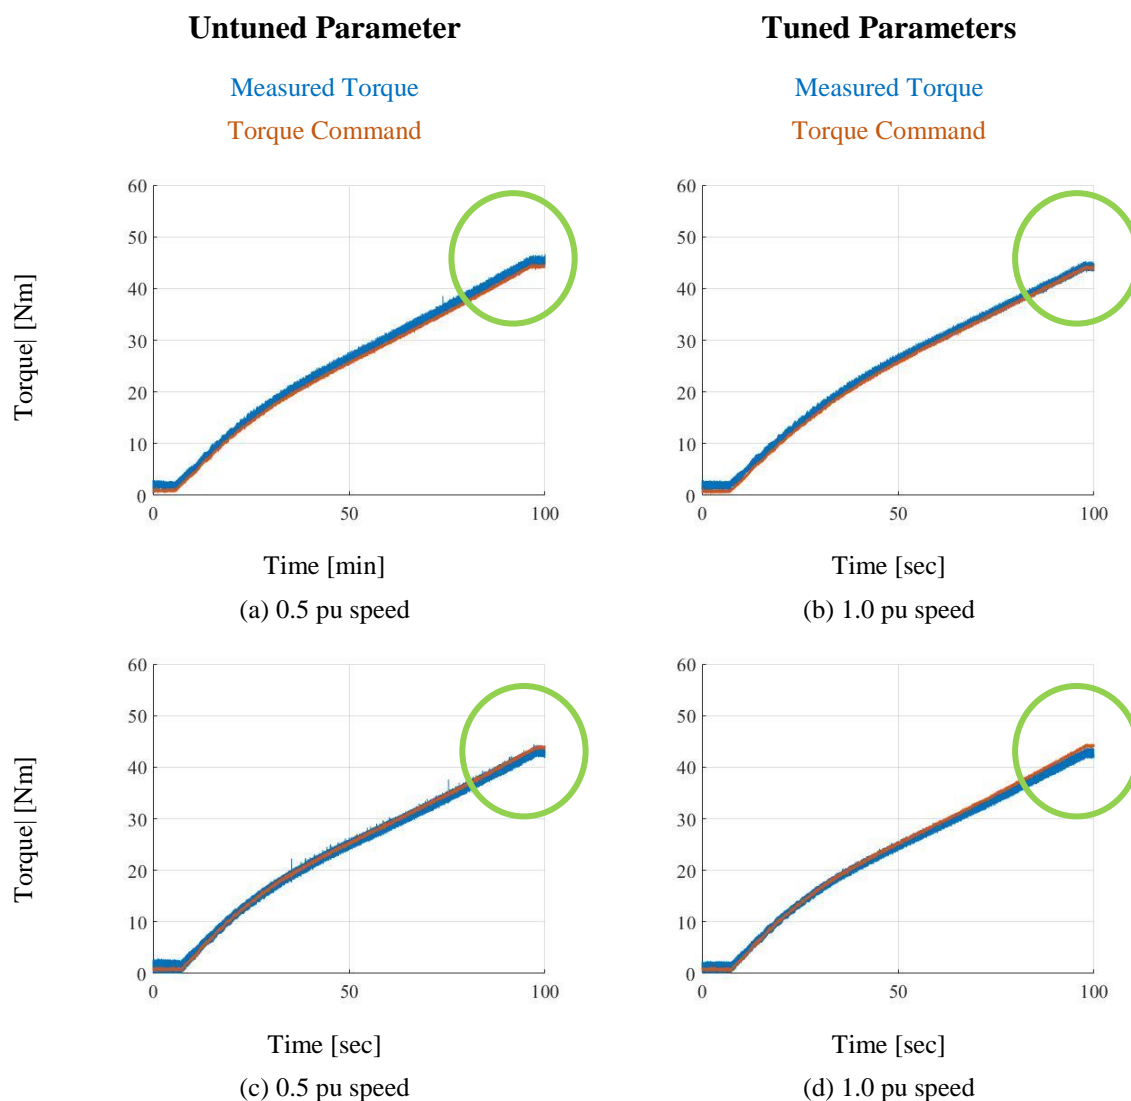 Untuned Parameter
Tuned Parameters
Measured Torque
Torque Command
Measured Torque
Torque Command
Torque| [Nm]
60
50
40
30
20
10
0
0
50
100
Time [min]
(a) 0.5 pu speed
60
50
40
30
20
10
0
0
50
100
Time [sec]
(b) 1.0 pu speed
Torque| [Nm]
60
50
40
30
20
10
0
0
50
100
Time [sec]
(c) 0.5 pu speed
60
50
40
30
20
10
0
0
50
100
Time [sec]
(d) 1.0 pu speed